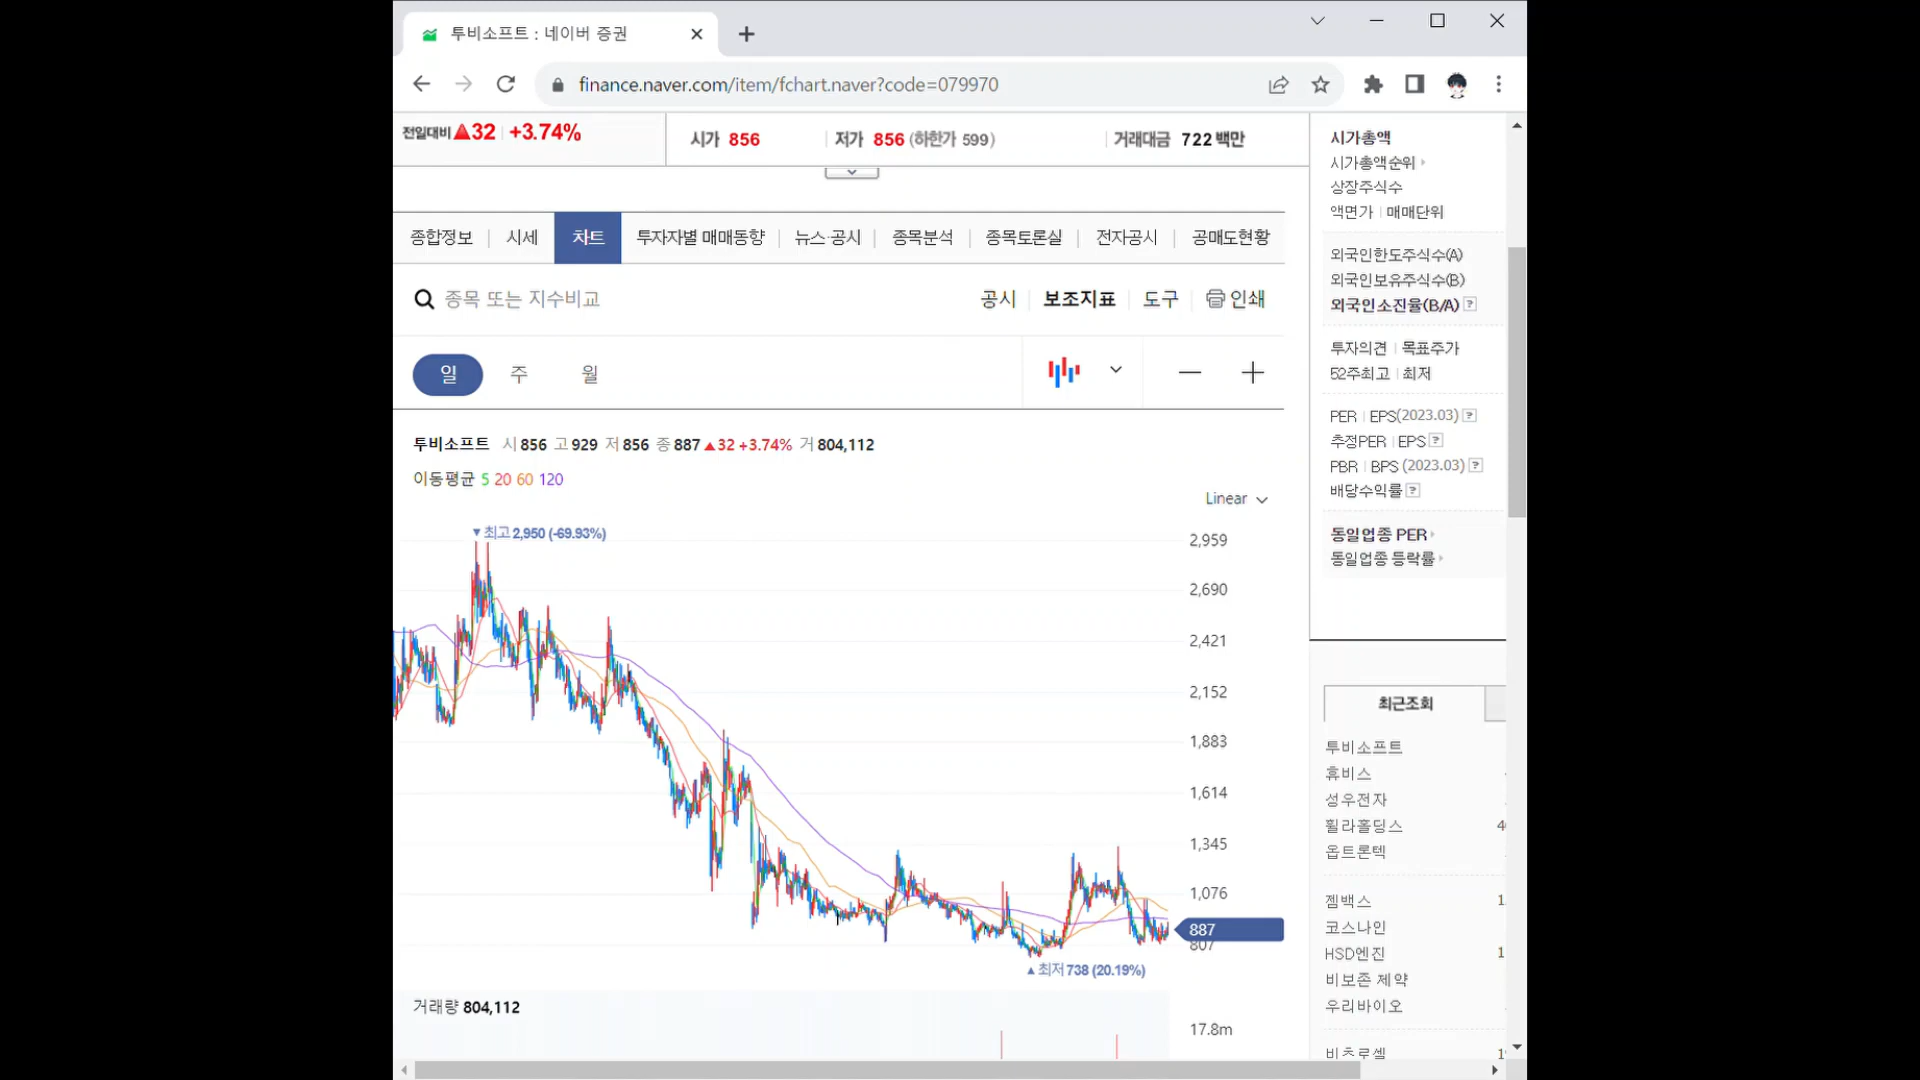 투비소프트 : 네이버 증권
finance.naver.com/item/fchart.naver?code=079970
전일대비 ▲32 +3.74%
시가 856 저가 856 (하한가 599) 거래대금 722 백만
종합정보 시세 차트 투자자별 매매동향 뉴스·공시 종목분석 종목토론실 전자공시 공매도현황
종목 또는 지수비교 공시 보조지표 도구 인쇄
일 주 월
투비소프트 시 856 고 929 저 856 종 887 ▲32 +3.74% 거 804,112
이동평균 5 20 60 120
Linear
▼최고 2,950 (-69.93%)
2,959
2,690
2,421
2,152
1,883
1,614
1,345
1,076
887
807
▲최저 738 (20.19%)
거래량 804,112
17.8m
시가총액
시가총액순위
상장주식수
액면가 매매단위
외국인한도주식수(A)
외국인보유주식수(B)
외국인소진율(B/A) ?
투자의견 목표주가
52주최고 최저
PER EPS(2023.03) ?
추정PER EPS ?
PBR BPS (2023.03) ?
배당수익률 ?
동일업종 PER
동일업종 등락률
최근조회
투비소프트
휴비스
성우전자
휠라홀딩스
옵트론텍
젬백스
코스나인
HSD엔진
비보존 제약
우리바이오
비츠로셀